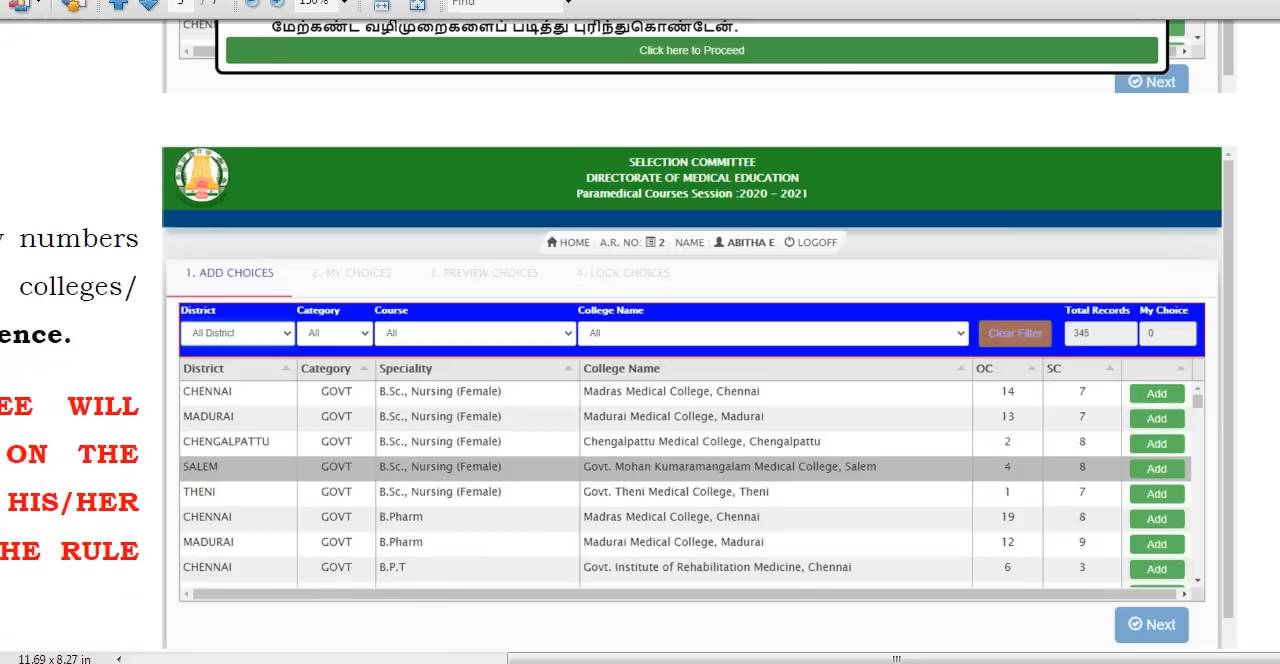 150%
Find
CHEN
மேற்கண்ட வழிமுறைகளைப் படித்து புரிந்துகொண்டேன்.
Click here to Proceed
Next
SELECTION COMMITTEE
DIRECTORATE OF MEDICAL EDUCATION
Paramedical Courses Session :2020 - 2021
numbers
colleges/
ence.
EE WILL
ON THE
HIS/HER
HE RULE
HOME A.R. NO: 2 NAME : ABITHA E LOGOFF
1. ADD CHOICES 2. MY CHOICES 3. PREVIEW CHOICES 4. LOCK CHOICES
District Category Course College Name Total Records My Choice
All District All All All Clear Filter 345 0
District Category Speciality College Name OC SC
CHENNAI GOVT B.Sc., Nursing (Female) Madras Medical College, Chennai 14 7 Add
MADURAI GOVT B.Sc., Nursing (Female) Madurai Medical College, Madurai 13 7 Add
CHENGALPATTU GOVT B.Sc., Nursing (Female) Chengalpattu Medical College, Chengalpattu 2 8 Add
SALEM GOVT B.Sc., Nursing (Female) Govt. Mohan Kumaramangalam Medical College, Salem 4 8 Add
THENI GOVT B.Sc., Nursing (Female) Govt. Theni Medical College, Theni 1 7 Add
CHENNAI GOVT B.Pharm Madras Medical College, Chennai 19 8 Add
MADURAI GOVT B.Pharm Madurai Medical College, Madurai 12 9 Add
CHENNAI GOVT B.P.T Govt. Institute of Rehabilitation Medicine, Chennai 6 3 Add
Next
11.69 x 8.27 in